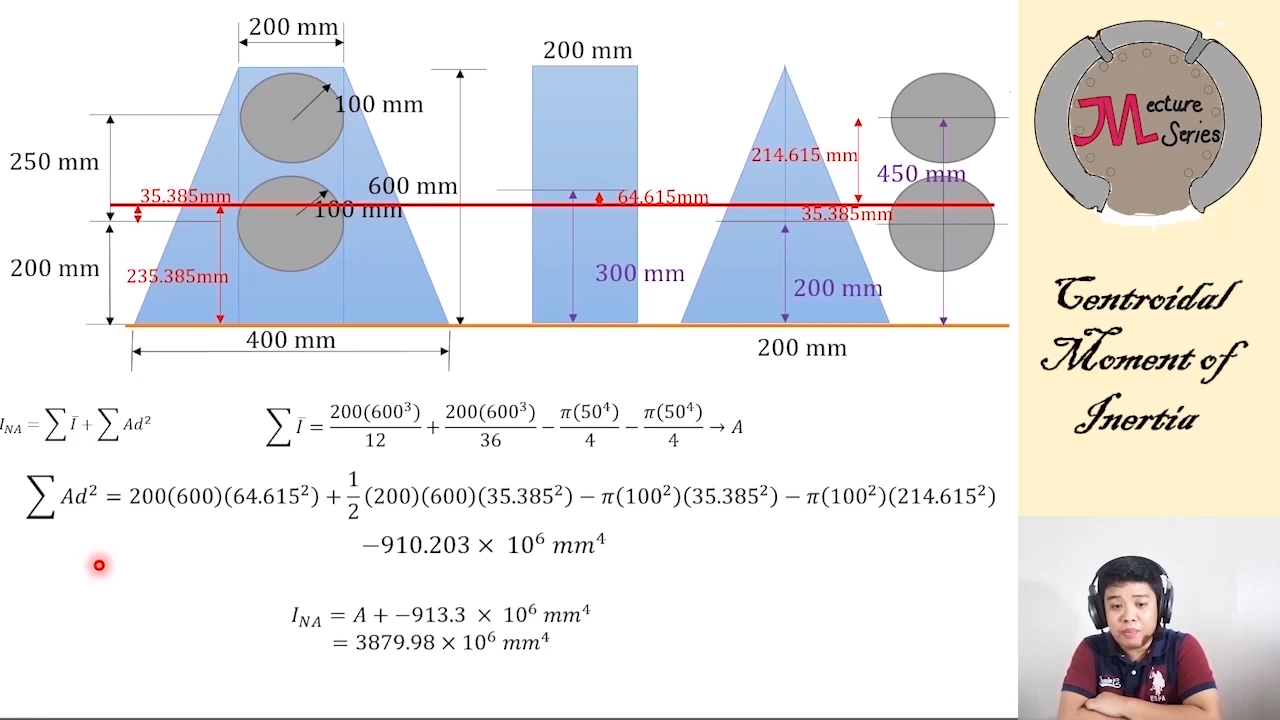 200 mm
200 mm
100 mm
250 mm
214.615 mm
450 mm
600 mm
35.385mm
64.615mm
100 mm
35.385mm
200 mm
235.385mm
300 mm
200 mm
400 mm
200 mm
I_NA = ∑ Ī + ∑ Ad²
∑ Ī = 200(600³)/12 + 200(600³)/36 − π(50⁴)/4 − π(50⁴)/4 → A
∑ Ad² = 200(600)(64.615²) + 1/2 (200)(600)(35.385²) − π(100²)(35.385²) − π(100²)(214.615²)
−910.203 × 10⁶ mm⁴
I_NA = A + −913.3 × 10⁶ mm⁴
= 3879.98 × 10⁶ mm⁴
JMecture
Series
Centroidal
Moment of
Inertia